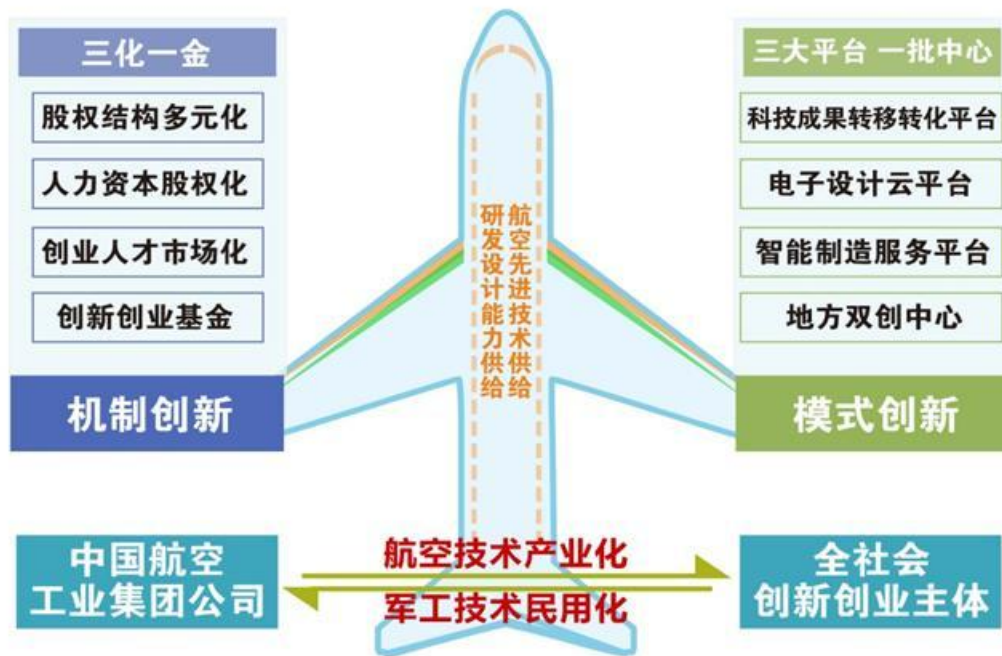 三化一金
股权结构多元化
人力资本股权化
创业人才市场化
创新创业基金
机制创新
航空先进技术供给
研发设计能力供给
三大平台 一批中心
科技成果转移转化平台
电子设计云平台
智能制造服务平台
地方双创中心
模式创新
中国航空
工业集团公司
航空技术产业化
军工技术民用化
全社会
创新创业主体